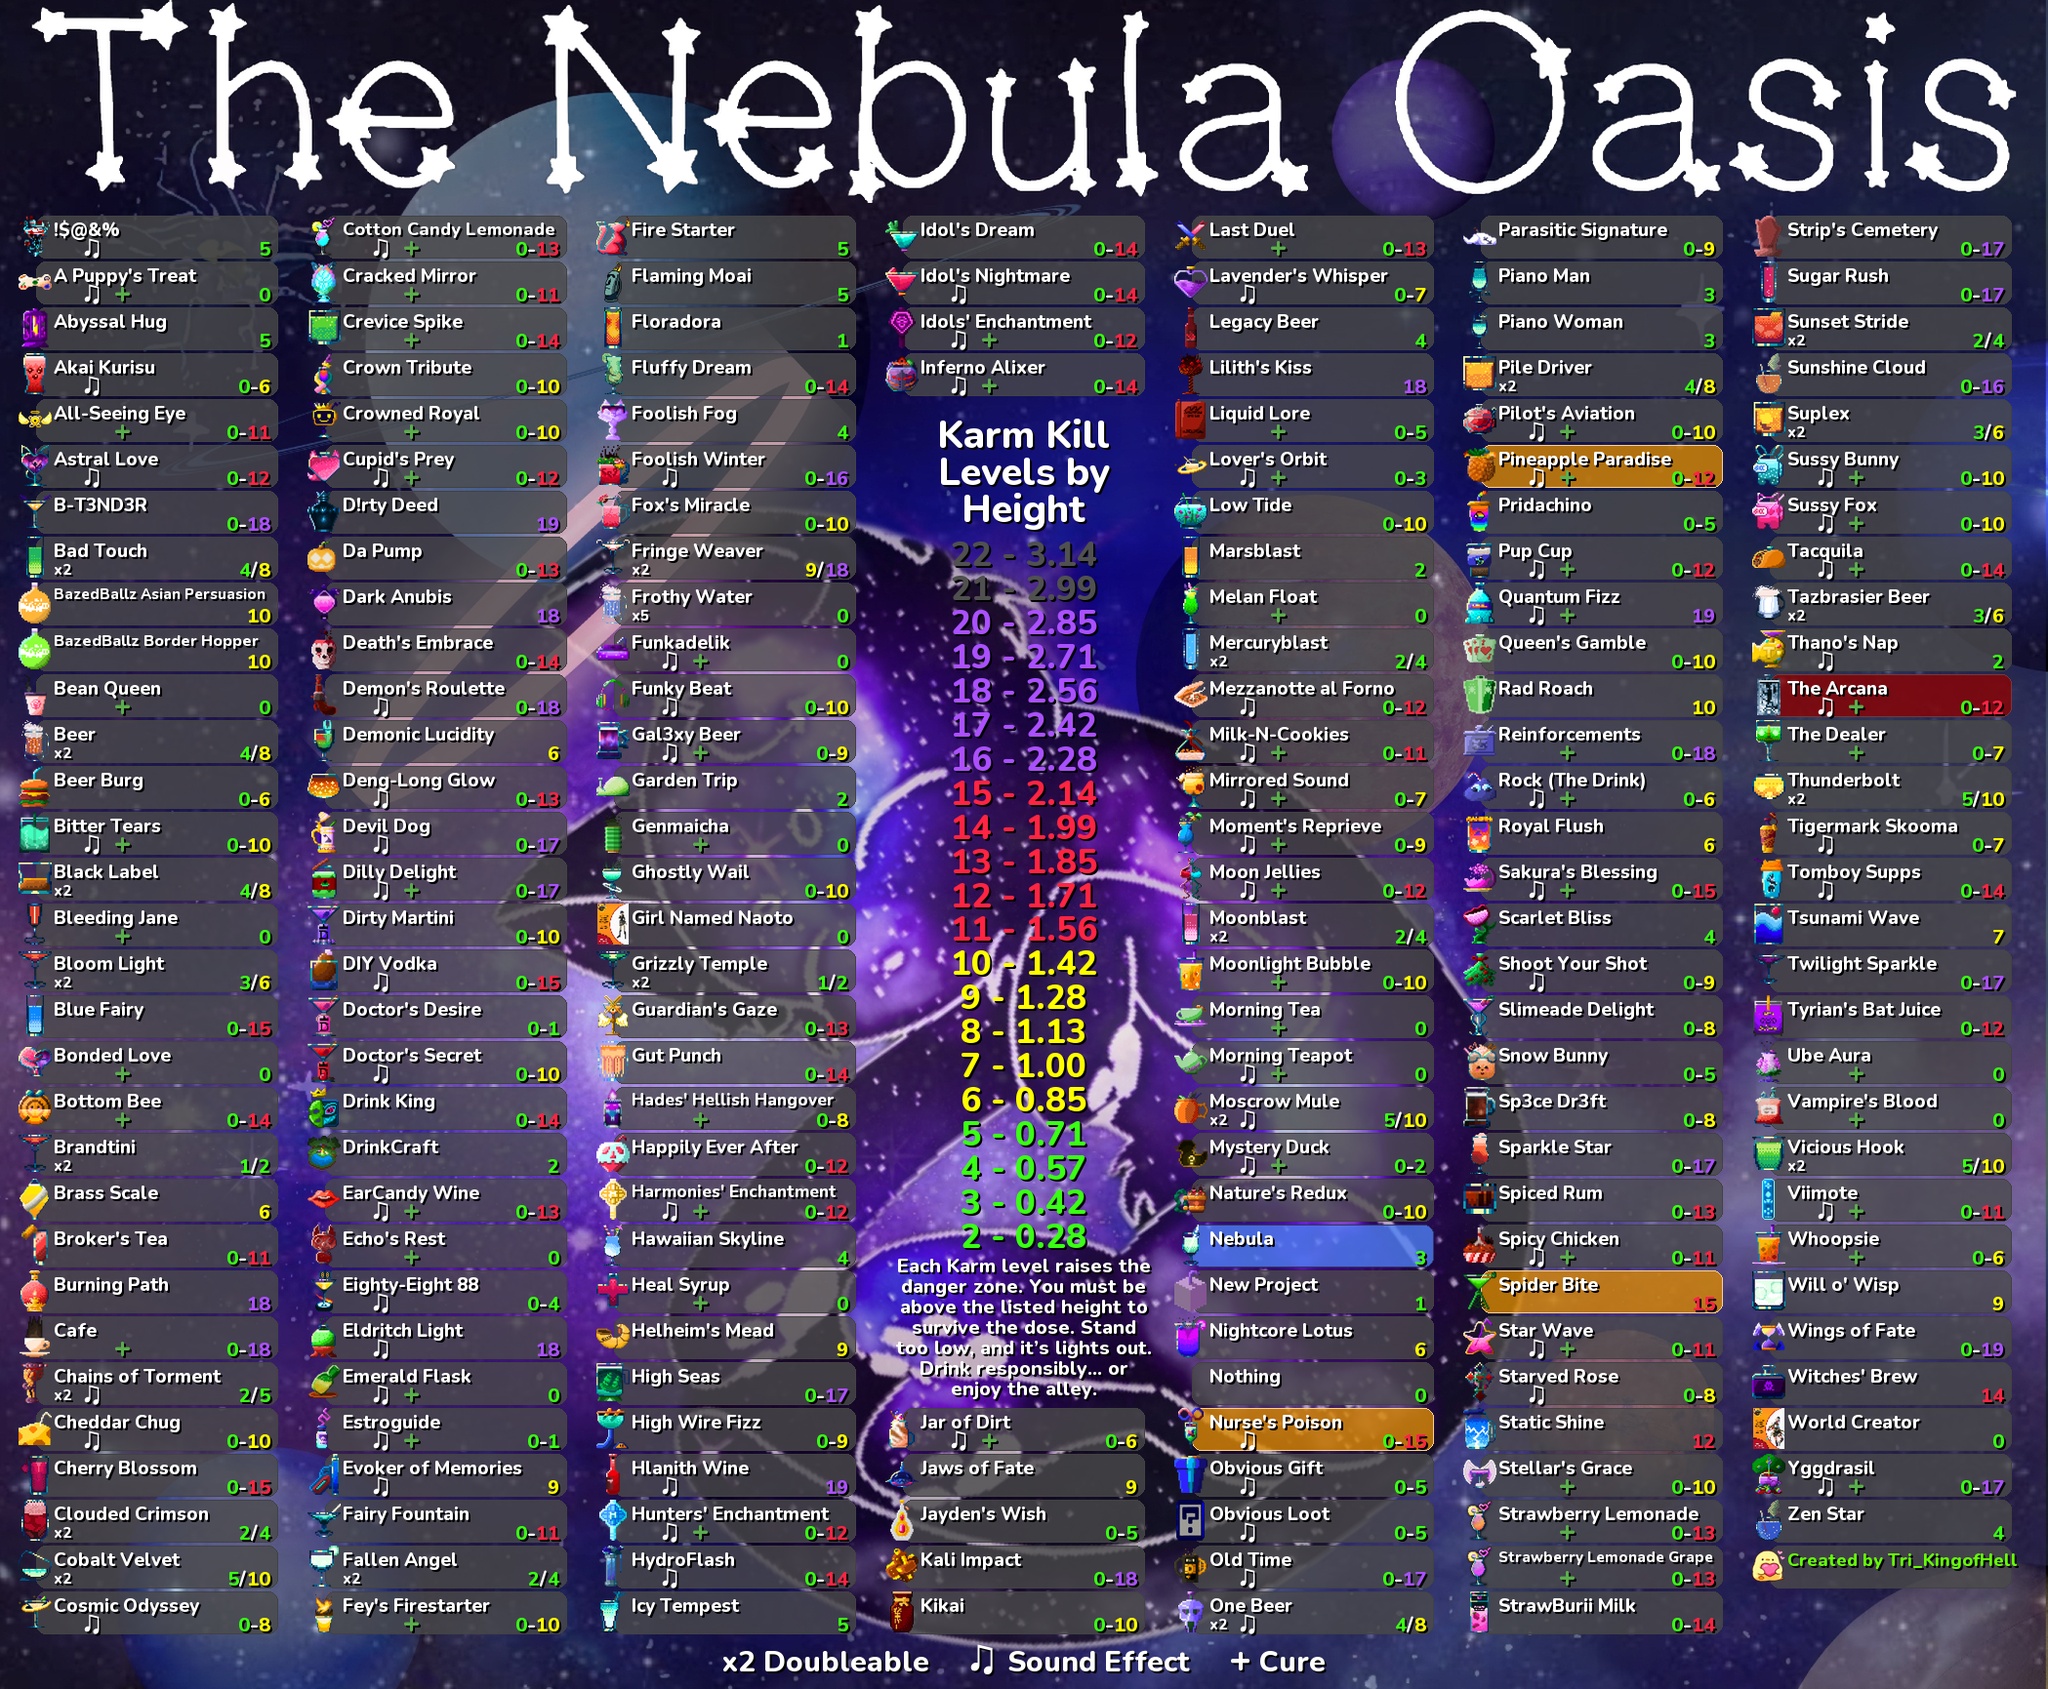 The Nebula Oasis
!$@&%
♫ 5
A Puppy's Treat
♫ + 0
Abyssal Hug
5
Akai Kurisu
♫ 0-6
All-Seeing Eye
+ 0-11
Astral Love
♫ 0-12
B-T3ND3R
0-18
Bad Touch
x2 4/8
BazedBallz Asian Persuasion
10
BazedBallz Border Hopper
10
Bean Queen
+ 0
Beer
x2 4/8
Beer Burg
0-6
Bitter Tears
♫ + 0-10
Black Label
x2 4/8
Bleeding Jane
+ 0
Bloom Light
x2 3/6
Blue Fairy
0-15
Bonded Love
+ 0
Bottom Bee
+ 0-14
Brandtini
x2 1/2
Brass Scale
6
Broker's Tea
0-11
Burning Path
18
Cafe
+ 0-18
Chains of Torment
x2 ♫ 2/5
Cheddar Chug
♫ 0-10
Cherry Blossom
0-15
Clouded Crimson
x2 2/4
Cobalt Velvet
x2 5/10
Cosmic Odyssey
♫ 0-8
Cotton Candy Lemonade
♫ + 0-13
Cracked Mirror
+ 0-11
Crevice Spike
+ 0-14
Crown Tribute
0-10
Crowned Royal
+ 0-10
Cupid's Prey
♫ + 0-12
D!rty Deed
19
Da Pump
0-13
Dark Anubis
18
Death's Embrace
0-14
Demon's Roulette
♫ 0-18
Demonic Lucidity
6
Deng-Long Glow
♫ 0-13
Devil Dog
♫ 0-17
Dilly Delight
♫ + 0-17
Dirty Martini
0-10
DIY Vodka
♫ 0-15
Doctor's Desire
0-1
Doctor's Secret
♫ 0-10
Drink King
0-14
DrinkCraft
2
EarCandy Wine
♫ + 0-13
Echo's Rest
+ 0
Eighty-Eight 88
♫ 0-4
Eldritch Light
♫ 18
Emerald Flask
♫ + 0
Estroguide
♫ + 0-1
Evoker of Memories
9
Fairy Fountain
0-11
Fallen Angel
x2 2/4
Fey's Firestarter
+ 0-10
Fire Starter
5
Flaming Moai
5
Floradora
1
Fluffy Dream
0-14
Foolish Fog
4
Foolish Winter
♫ 0-16
Fox's Miracle
0-10
Fringe Weaver
x2 9/18
Frothy Water
x5 0
Funkadelik
♫ + 0
Funky Beat
♫ 0-10
Gal3xy Beer
♫ + 0-9
Garden Trip
2
Genmaicha
+ 0
Ghostly Wail
0-10
Girl Named Naoto
0
Grizzly Temple
x2 1/2
Guardian's Gaze
0-13
Gut Punch
0-14
Hades' Hellish Hangover
+ 0-8
Happily Ever After
0-12
Harmonies' Enchantment
♫ + 0-12
Hawaiian Skyline
4
Heal Syrup
+ 0
Helheim's Mead
9
High Seas
0-17
High Wire Fizz
0-9
Hlanith Wine
19
Hunters' Enchantment
♫ + 0-12
HydroFlash
♫ 0-14
Icy Tempest
5
Idol's Dream
0-14
Idol's Nightmare
♫ 0-14
Idols' Enchantment
♫ + 0-12
Inferno Alixer
♫ + 0-14
Karm Kill
Levels by
Height
22 - 3.14
21 - 2.99
20 - 2.85
19 - 2.71
18 - 2.56
17 - 2.42
16 - 2.28
15 - 2.14
14 - 1.99
13 - 1.85
12 - 1.71
11 - 1.56
10 - 1.42
9 - 1.28
8 - 1.13
7 - 1.00
6 - 0.85
5 - 0.71
4 - 0.57
3 - 0.42
2 - 0.28
Each Karm level raises the
danger zone. You must be
above the listed height to
survive the dose. Stand
too low, and it's lights out.
Drink responsibly... or
enjoy the alley.
Jar of Dirt
♫ + 0-6
Jaws of Fate
9
Jayden's Wish
0-5
Kali Impact
0-18
Kikai
0-10
Last Duel
+ 0-13
Lavender's Whisper
♫ 0-7
Legacy Beer
4
Lilith's Kiss
18
Liquid Lore
+ 0-5
Lover's Orbit
♫ + 0-3
Low Tide
0-10
Marsblast
2
Melan Float
+ 0
Mercuryblast
x2 2/4
Mezzanotte al Forno
♫ 0-12
Milk-N-Cookies
♫ + 0-11
Mirrored Sound
♫ + 0-7
Moment's Reprieve
♫ + 0-9
Moon Jellies
♫ + 0-12
Moonblast
x2 2/4
Moonlight Bubble
+ 0-10
Morning Tea
+ 0
Morning Teapot
♫ + 0
Moscrow Mule
x2 ♫ 5/10
Mystery Duck
♫ + 0-2
Nature's Redux
0-10
Nebula
3
New Project
1
Nightcore Lotus
6
Nothing
0
Nurse's Poison
♫ 0-15
Obvious Gift
♫ 0-5
Obvious Loot
♫ 0-5
Old Time
♫ 0-17
One Beer
x2 ♫ 4/8
Parasitic Signature
0-9
Piano Man
3
Piano Woman
3
Pile Driver
x2 4/8
Pilot's Aviation
♫ + 0-10
Pineapple Paradise
♫ + 0-12
Pridachino
0-5
Pup Cup
♫ + 0-12
Quantum Fizz
♫ + 19
Queen's Gamble
0-10
Rad Roach
10
Reinforcements
+ 0-18
Rock (The Drink)
♫ + 0-6
Royal Flush
6
Sakura's Blessing
♫ + 0-15
Scarlet Bliss
4
Shoot Your Shot
♫ 0-9
Slimeade Delight
0-8
Snow Bunny
0-5
Sp3ce Dr3ft
0-8
Sparkle Star
0-17
Spiced Rum
0-13
Spicy Chicken
♫ + 0-11
Spider Bite
15
Star Wave
♫ + 0-11
Starved Rose
♫ 0-8
Static Shine
12
Stellar's Grace
+ 0-10
Strawberry Lemonade
+ 0-13
Strawberry Lemonade Grape
+ 0-13
StrawBurii Milk
0-14
Strip's Cemetery
0-17
Sugar Rush
0-17
Sunset Stride
x2 2/4
Sunshine Cloud
0-16
Suplex
x2 3/6
Sussy Bunny
♫ + 0-10
Sussy Fox
♫ + 0-10
Tacquila
♫ + 0-14
Tazbrasier Beer
x2 3/6
Thano's Nap
♫ 2
The Arcana
♫ + 0-12
The Dealer
+ 0-7
Thunderbolt
x2 5/10
Tigermark Skooma
♫ 0-7
Tomboy Supps
♫ 0-14
Tsunami Wave
7
Twilight Sparkle
0-17
Tyrian's Bat Juice
0-12
Ube Aura
+ 0
Vampire's Blood
+ 0
Vicious Hook
x2 5/10
Viimote
♫ + 0-11
Whoopsie
+ 0-6
Will o' Wisp
9
Wings of Fate
0-19
Witches' Brew
14
World Creator
0
Yggdrasil
♫ + 0-17
Zen Star
4
Created by Tri_KingofHell
x2 Doubleable ♫ Sound Effect + Cure